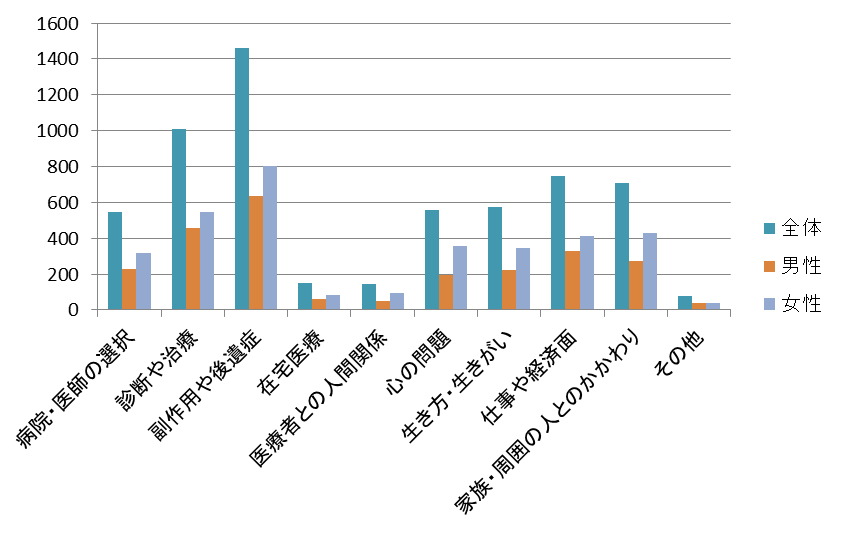 1600
1400
1200
1000
800
600
400
200
0
病院・医師の選択
診断や治療
副作用や後遺症
在宅医療
医療者との人間関係
心の問題
生き方・生きがい
仕事や経済面
家族・周囲の人とのかかわり
その他
全体
男性
女性